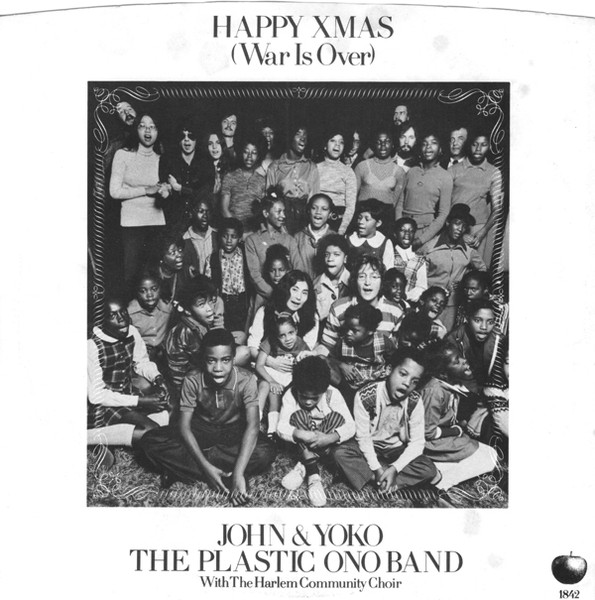 HAPPY XMAS
(War Is Over)
JOHN & YOKO
THE PLASTIC ONO BAND
With The Harlem Community Choir
1842